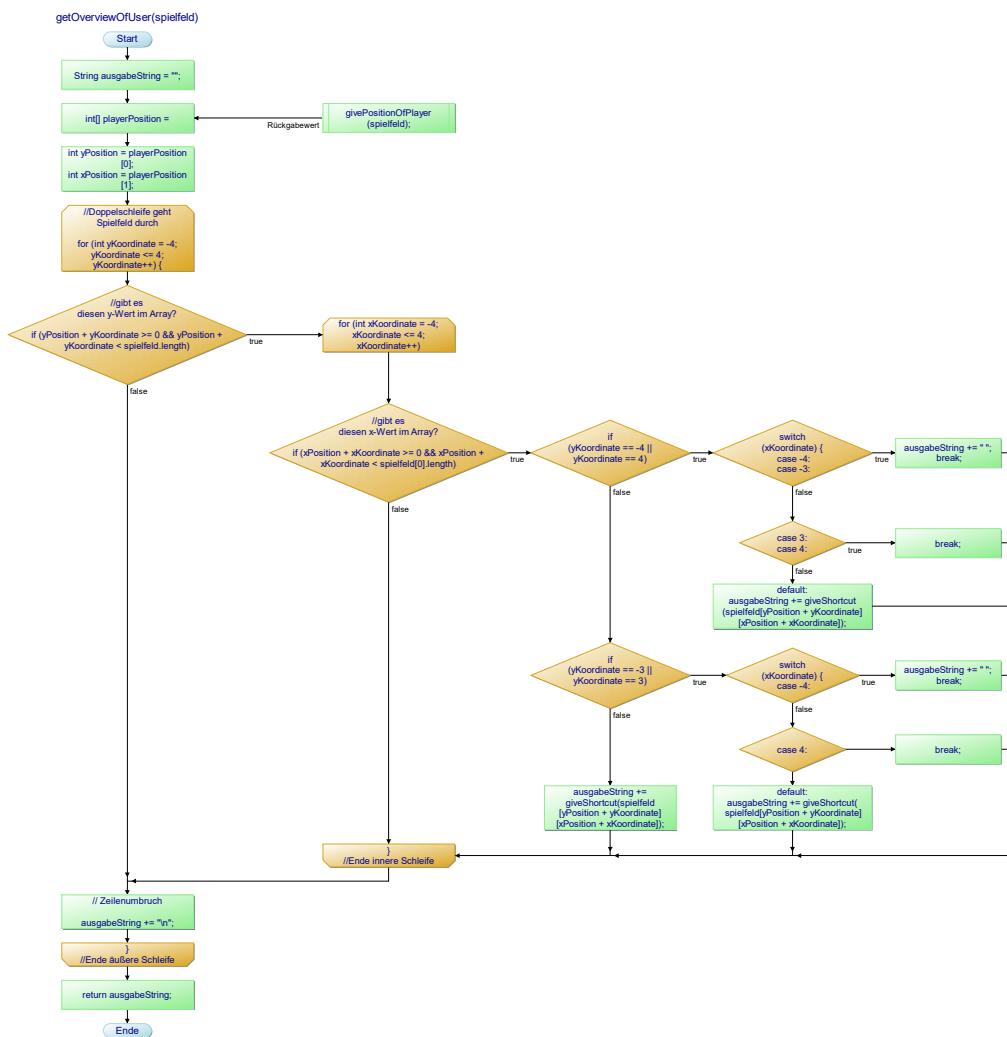 getOverviewOfUser(spielfeld)
Start
String ausgabeString = "";
int[] playerPosition =
Rückgabewert
givePositionOfPlayer
(spielfeld);
int yPosition = playerPosition
[0];
int xPosition = playerPosition
[1];
//Doppelschleife geht
Spielfeld durch
for (int yKoordinate = -4;
yKoordinate <= 4;
yKoordinate++) {
//gibt es
diesen y-Wert im Array?
if (yPosition + yKoordinate >= 0 && yPosition +
yKoordinate < spielfeld.length)
true
false
for (int xKoordinate = -4;
xKoordinate <= 4;
xKoordinate++)
//gibt es
diesen x-Wert im Array?
if (xPosition + xKoordinate >= 0 && xPosition +
xKoordinate < spielfeld[0].length)
true
false
if
(yKoordinate == -4 ||
yKoordinate == 4)
true
false
switch
(xKoordinate) {
case -4:
case -3:
true
false
ausgabeString += " ";
break;
case 3:
case 4:
true
false
break;
default:
ausgabeString += giveShortcut
(spielfeld[yPosition + yKoordinate]
[xPosition + xKoordinate]);
if
(yKoordinate == -3 ||
yKoordinate == 3)
true
false
switch
(xKoordinate) {
case -4:
true
false
ausgabeString += " ";
break;
case 4:
break;
ausgabeString +=
giveShortcut(spielfeld
[yPosition + yKoordinate]
[xPosition + xKoordinate]);
default:
ausgabeString += giveShortcut(
spielfeld[yPosition + yKoordinate]
[xPosition + xKoordinate]);
}
//Ende innere Schleife
// Zeilenumbruch
ausgabeString += "\n";
}
//Ende äußere Schleife
return ausgabeString;
Ende